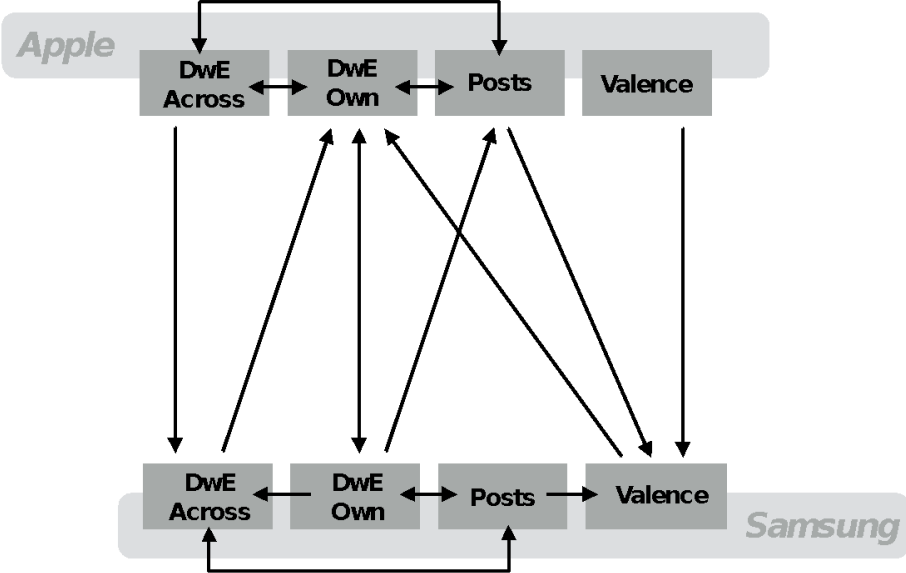 Apple
DwE
Across
DwE
Own
Posts
Valence
DwE
Across
DwE
Own
Posts
Valence
Samsung